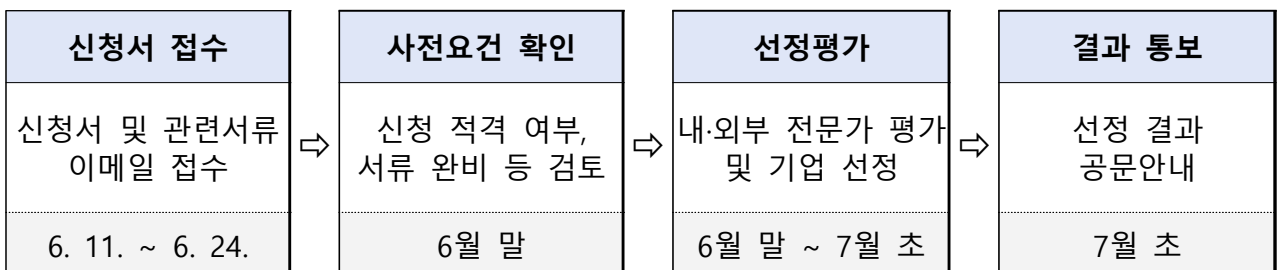 신청서 접수
신청서 및 관련서류
이메일 접수
6. 11. ~ 6. 24.
⇨
사전요건 확인
신청 적격 여부,
서류 완비 등 검토
6월 말
⇨
선정평가
내·외부 전문가 평가
및 기업 선정
6월 말 ~ 7월 초
⇨
결과 통보
선정 결과
공문안내
7월 초